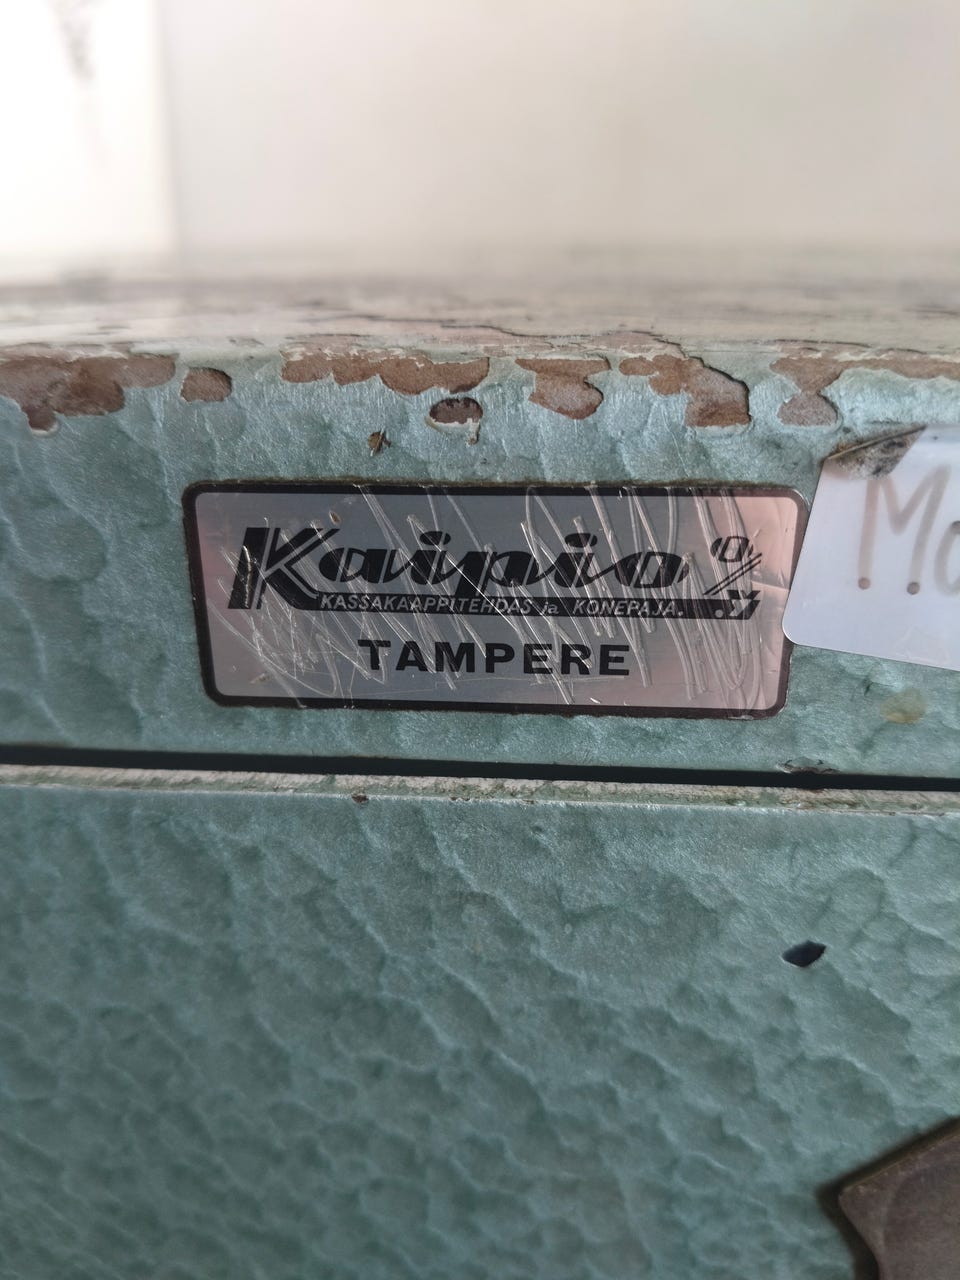 Kaipio O.Y
KASSAKAAPPITEHDAS ja KONEPAJA.
TAMPERE